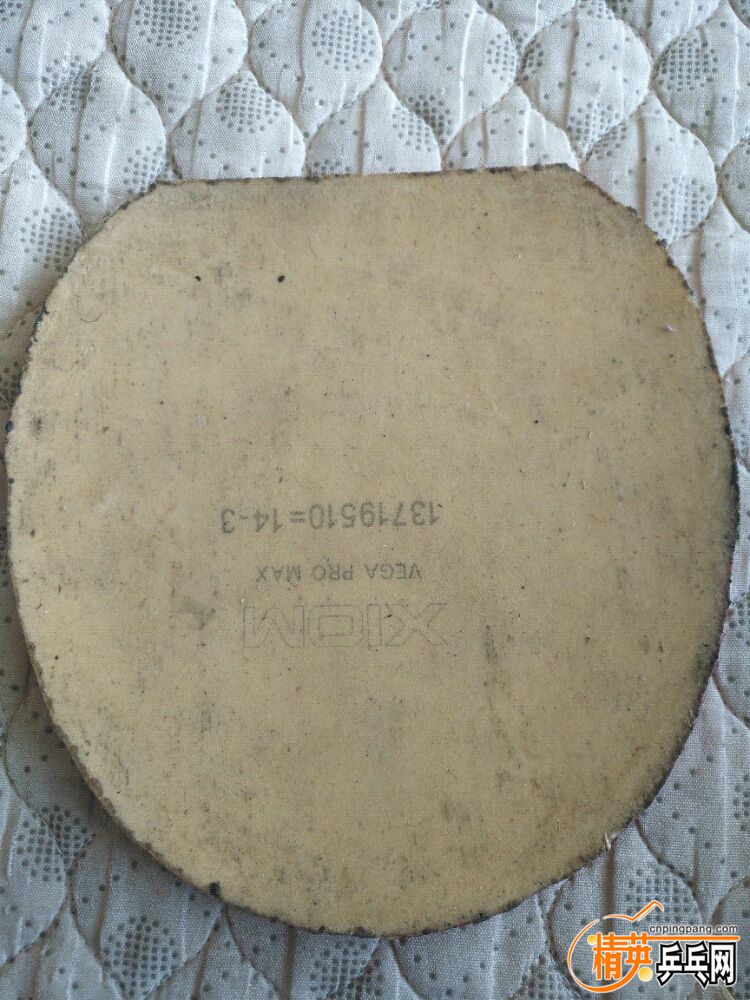 XIOM
VEGA PRO MAX
13719510=14-3
cnpingpang.com
精英乒乓网